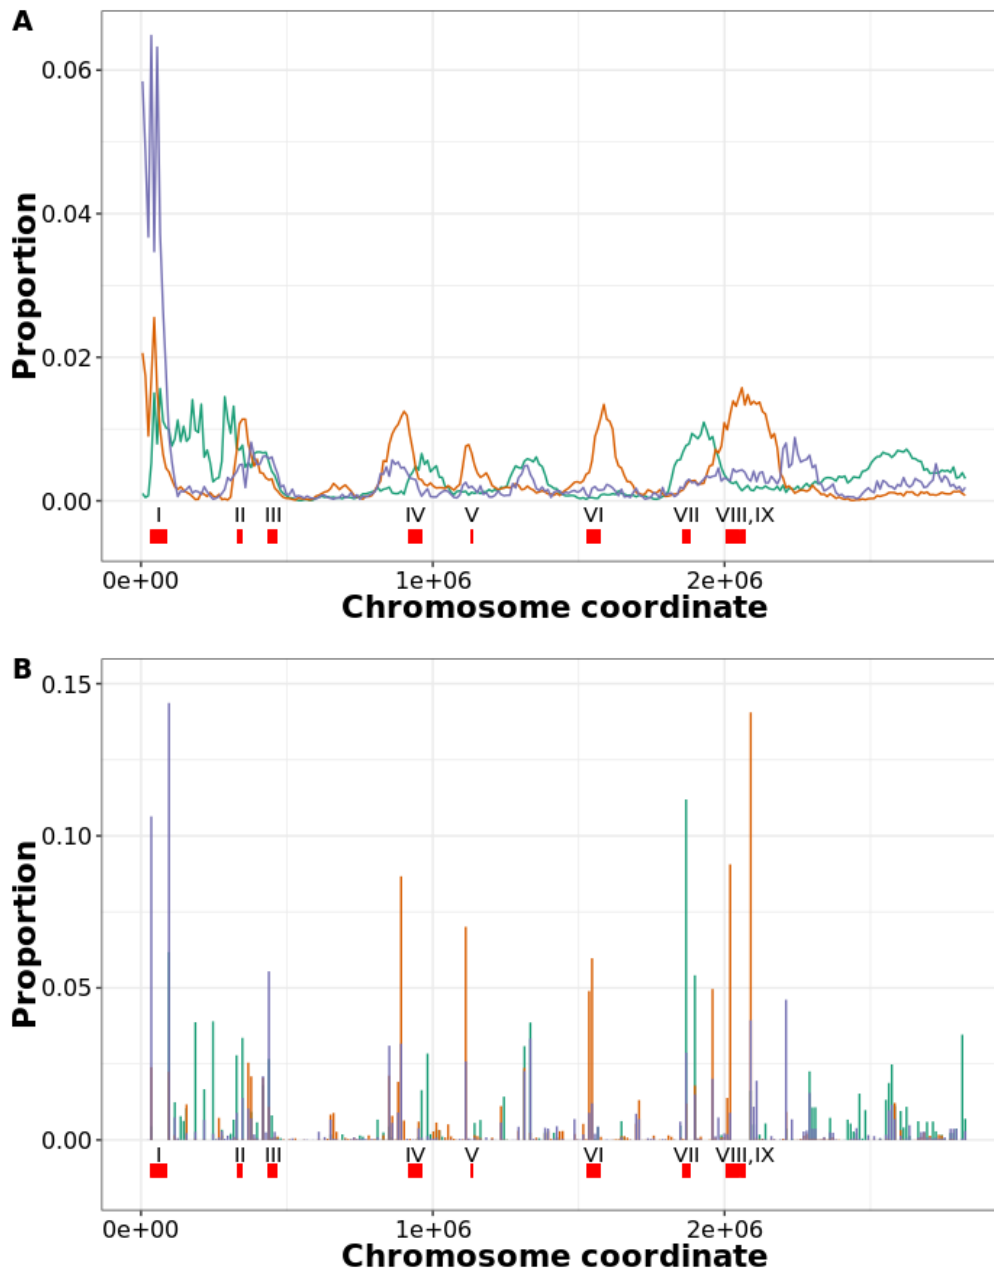 A
Proportion
0.06
0.04
0.02
0.00
I II III IV V VI VII VIII,IX
0e+00 1e+06 2e+06
Chromosome coordinate
B
Proportion
0.15
0.10
0.05
0.00
I II III IV V VI VII VIII,IX
0e+00 1e+06 2e+06
Chromosome coordinate